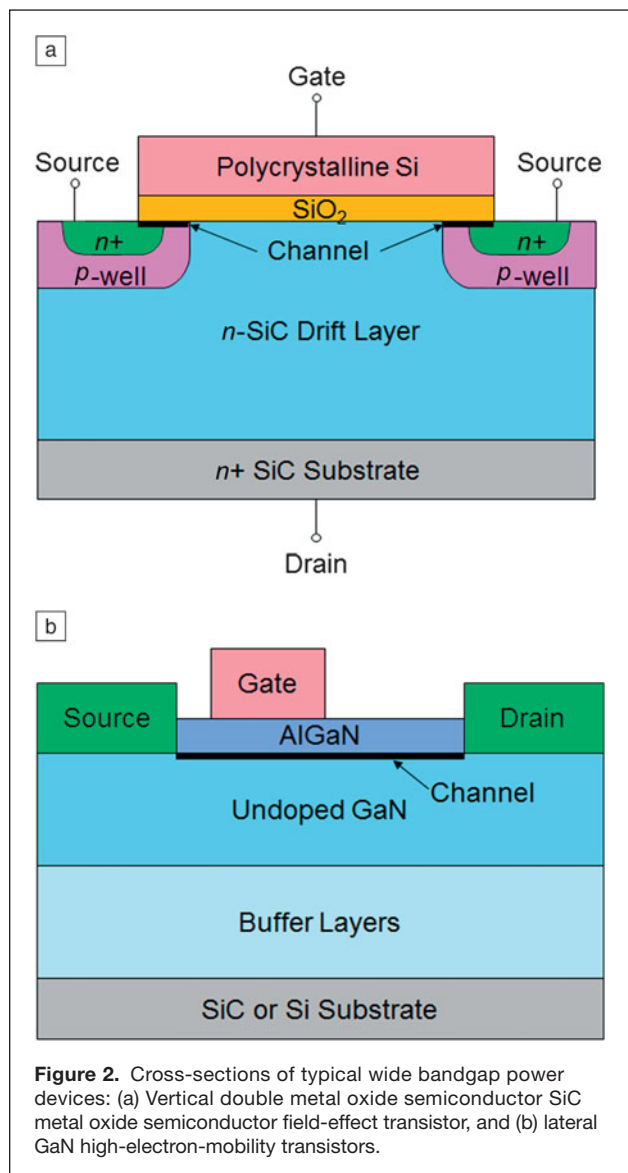 a
Gate
Source
Source
Polycrystalline Si
SiO2
n+
Channel
n+
p-well
p-well
n-SiC Drift Layer
n+ SiC Substrate
Drain
b
Gate
Source
Drain
AlGaN
Channel
Undoped GaN
Buffer Layers
SiC or Si Substrate
Figure 2. Cross-sections of typical wide bandgap power
devices: (a) Vertical double metal oxide semiconductor SiC
metal oxide semiconductor field-effect transistor, and (b) lateral
GaN high-electron-mobility transistors.